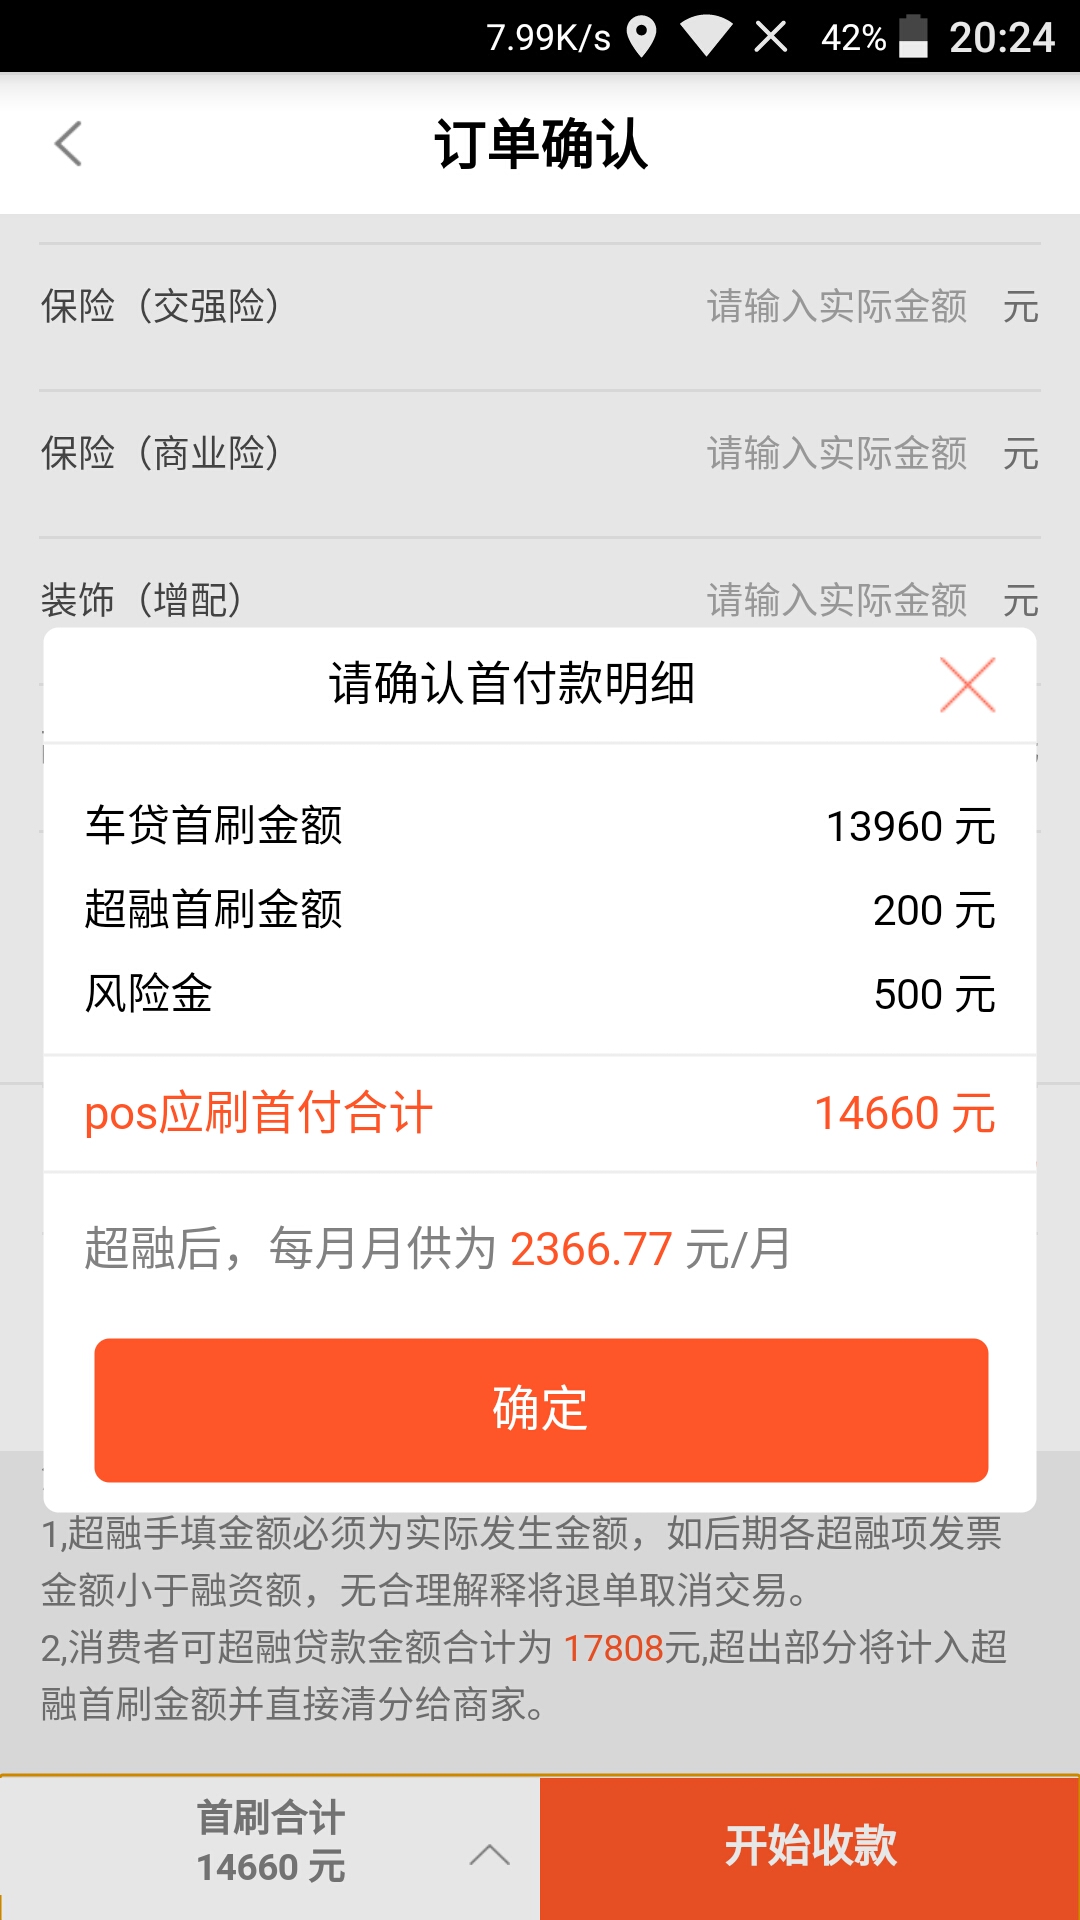 7.99K/s 42% 20:24
订单确认
保险（交强险） 请输入实际金额 元
保险（商业险） 请输入实际金额 元
装饰（增配） 请输入实际金额 元
请确认首付款明细
车贷首刷金额 13960 元
超融首刷金额 200 元
风险金 500 元
pos应刷首付合计 14660 元
超融后，每月月供为 2366.77 元/月
确定
1,超融手填金额必须为实际发生金额，如后期各超融项发票
金额小于融资额，无合理解释将退单取消交易。
2,消费者可超融贷款金额合计为 17808元,超出部分将计入超
融首刷金额并直接清分给商家。
首刷合计
14660 元
开始收款